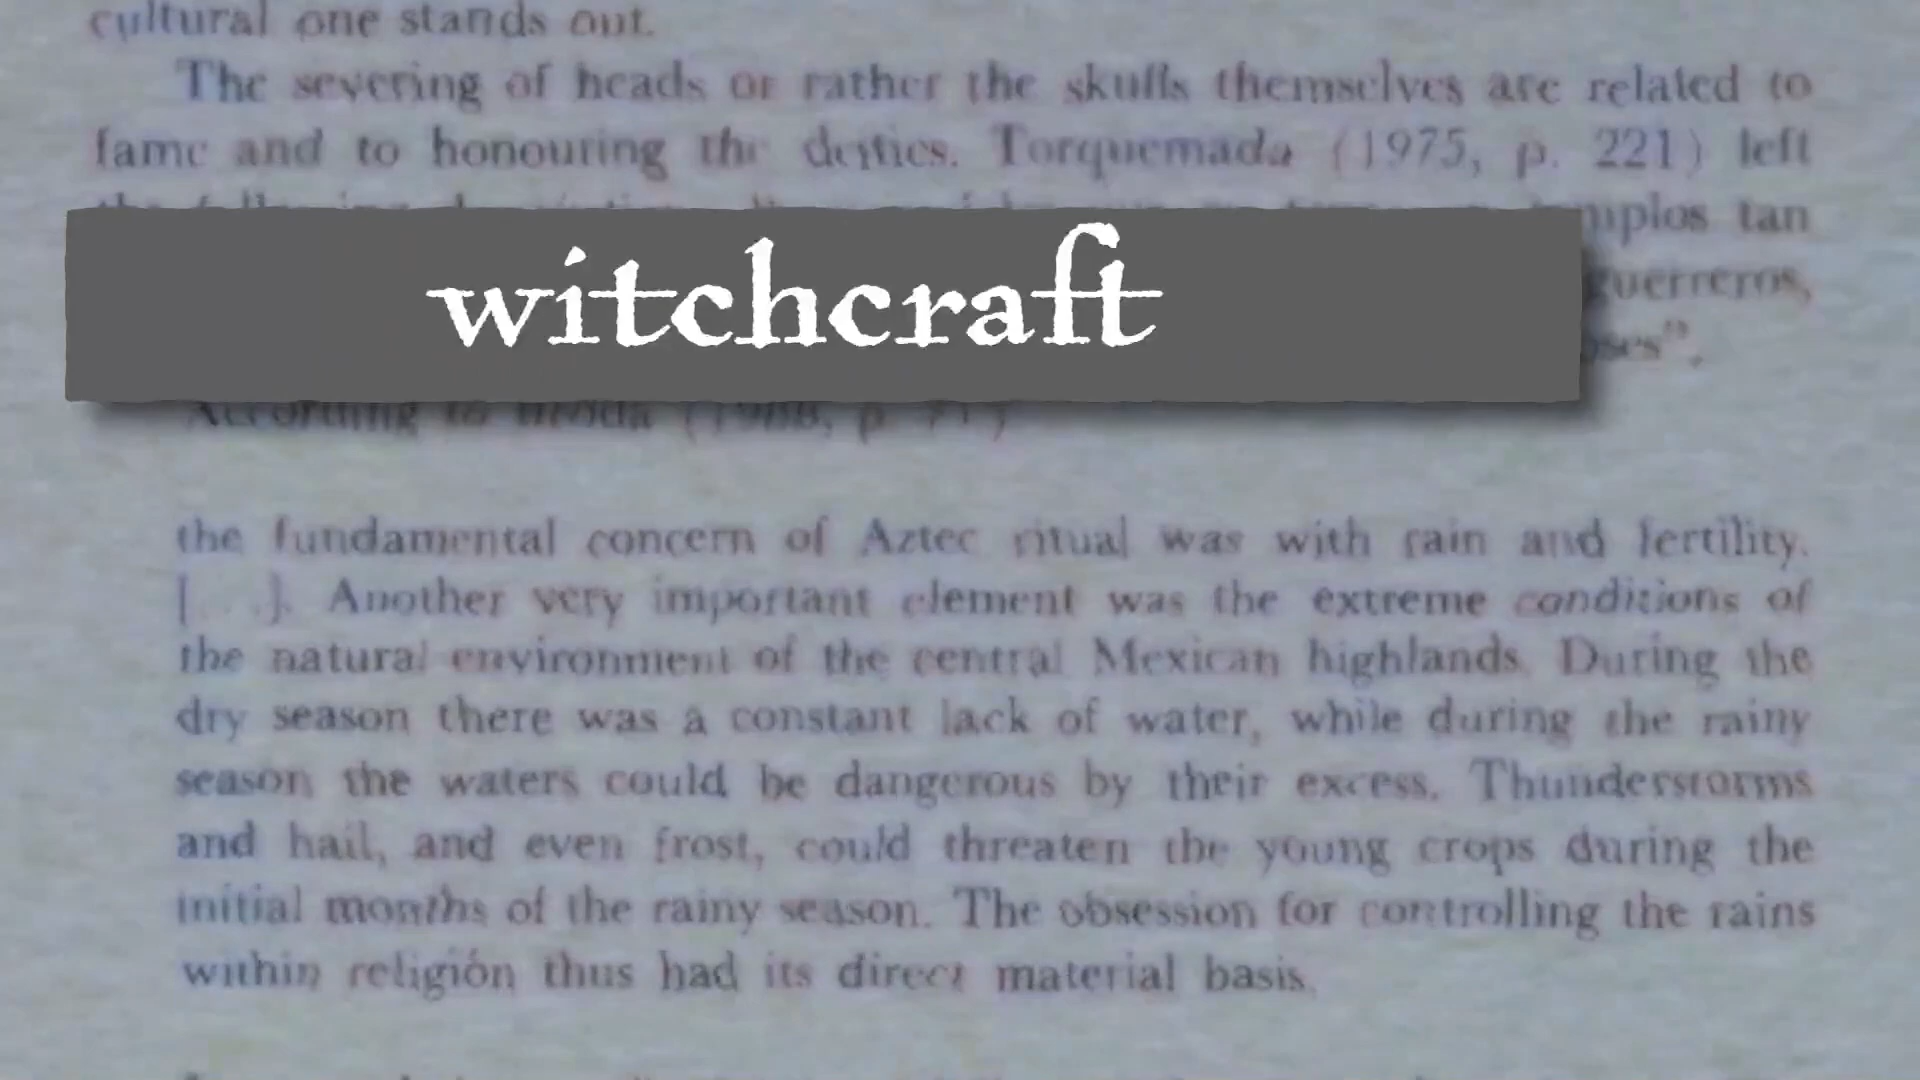 cultural one stands out.
The severing of heads or rather the skulls themselves are related to
fame and to honouring the deities. Torquemada (1975, p. 221) left
templos tan
witchcraft
guerreros,
According to
the fundamental concern of Aztec ritual was with rain and fertility.
[...]. Another very important element was the extreme conditions of
the natural environment of the central Mexican highlands. During the
dry season there was a constant lack of water, while during the rainy
season the waters could be dangerous by their excess. Thunderstorms
and hail, and even frost, could threaten the young crops during the
initial months of the rainy season. The obsession for controlling the rains
within religión thus had its direct material basis.